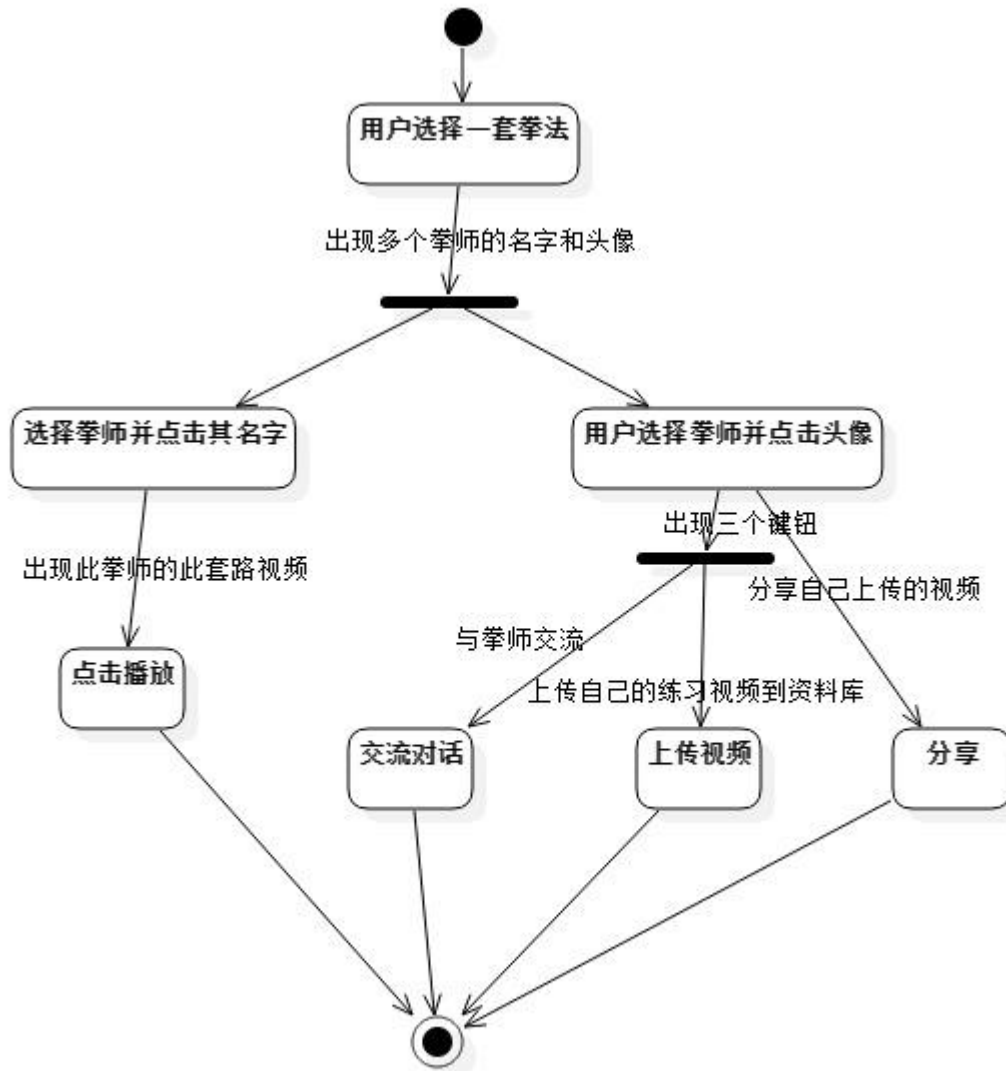 用户选择一套拳法
出现多个拳师的名字和头像
选择拳师并点击其名字
用户选择拳师并点击头像
出现三个键钮
出现此拳师的此套路视频
分享自己上传的视频
与拳师交流
点击播放
上传自己的练习视频到资料库
交流对话
上传视频
分享